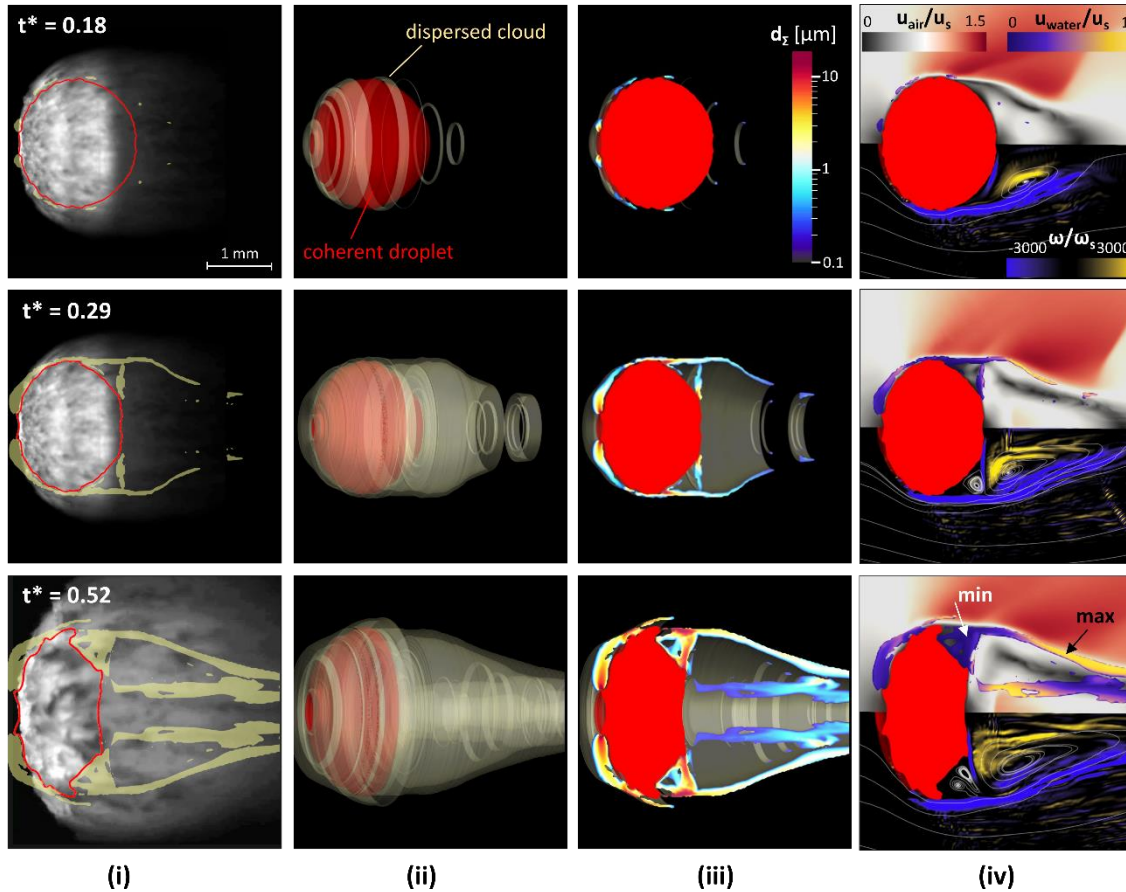 t* = 0.18
1 mm
dispersed cloud
coherent droplet
d_Σ [μm]
10
1
0.1
0 u_air/u_s 1.5
0 u_water/u_s 1
-3000 ω/ω_s 3000
t* = 0.29
t* = 0.52
min
max
(i)
(ii)
(iii)
(iv)